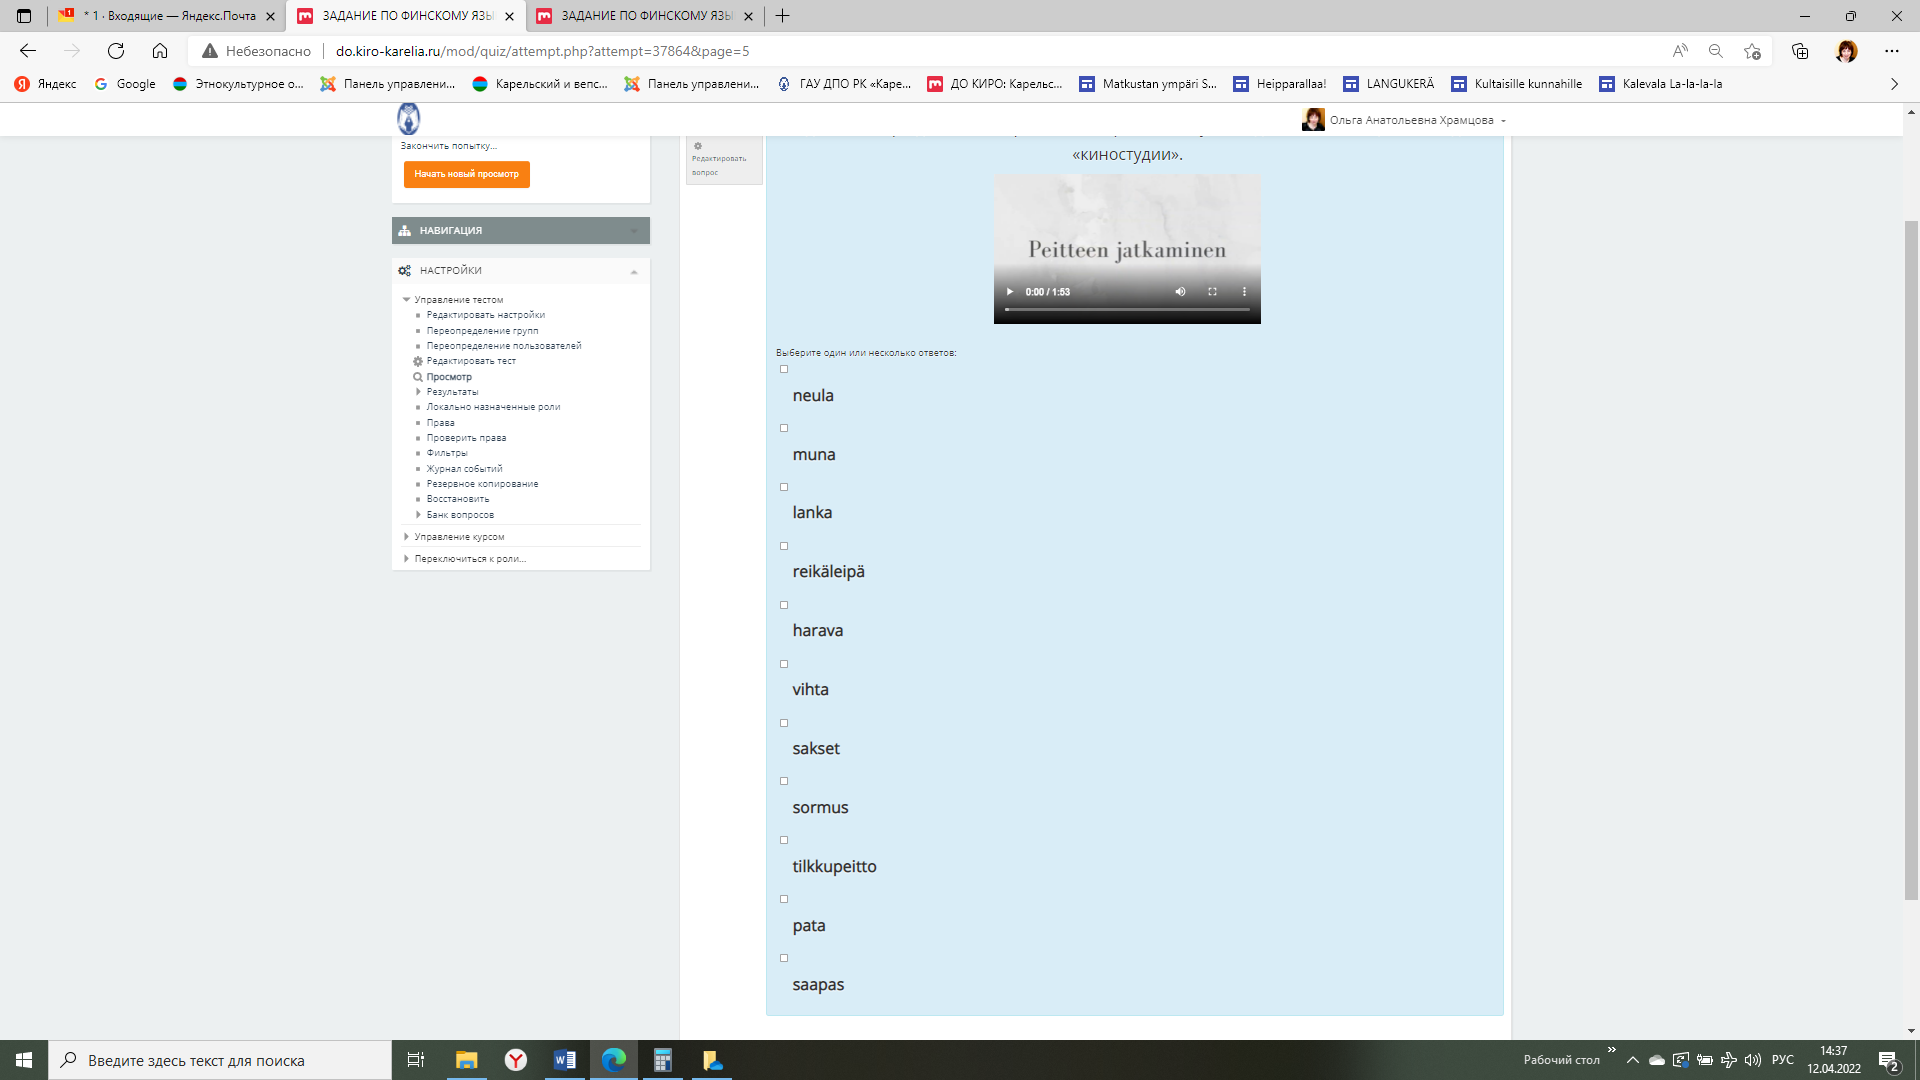 * 1 · Входящие — Яндекс.Почта
ЗАДАНИЕ ПО ФИНСКОМУ ЯЗЫ
ЗАДАНИЕ ПО ФИНСКОМУ ЯЗЫ
Небезопасно
do.kiro-karelia.ru/mod/quiz/attempt.php?attempt=37864&page=5
Яндекс
Google
Этнокультурное о...
Панель управлени...
Карельский и вепс...
Панель управлени...
ГАУ ДПО РК «Каре...
ДО КИРО: Карельс...
Matkustan ympäri S...
Heipparallaa!
LANGUKERÄ
Kultaisille kunnahille
Kalevala La-la-la-la
Ольга Анатольевна Храмцова
Закончить попытку...
Начать новый просмотр
НАВИГАЦИЯ
НАСТРОЙКИ
Управление тестом
Редактировать настройки
Переопределение групп
Переопределение пользователей
Редактировать тест
Просмотр
Результаты
Локально назначенные роли
Права
Проверить права
Фильтры
Журнал событий
Резервное копирование
Восстановить
Банк вопросов
Управление курсом
Переключиться к роли...
Редактировать
вопрос
«киностудии».
Peitteen jatkaminen
0:00 / 1:53
Выберите один или несколько ответов:
neula
muna
lanka
reikäleipä
harava
vihta
sakset
sormus
tilkkupeitto
pata
saapas
Введите здесь текст для поиска
Рабочий стол
РУС
14:37
12.04.2022
2